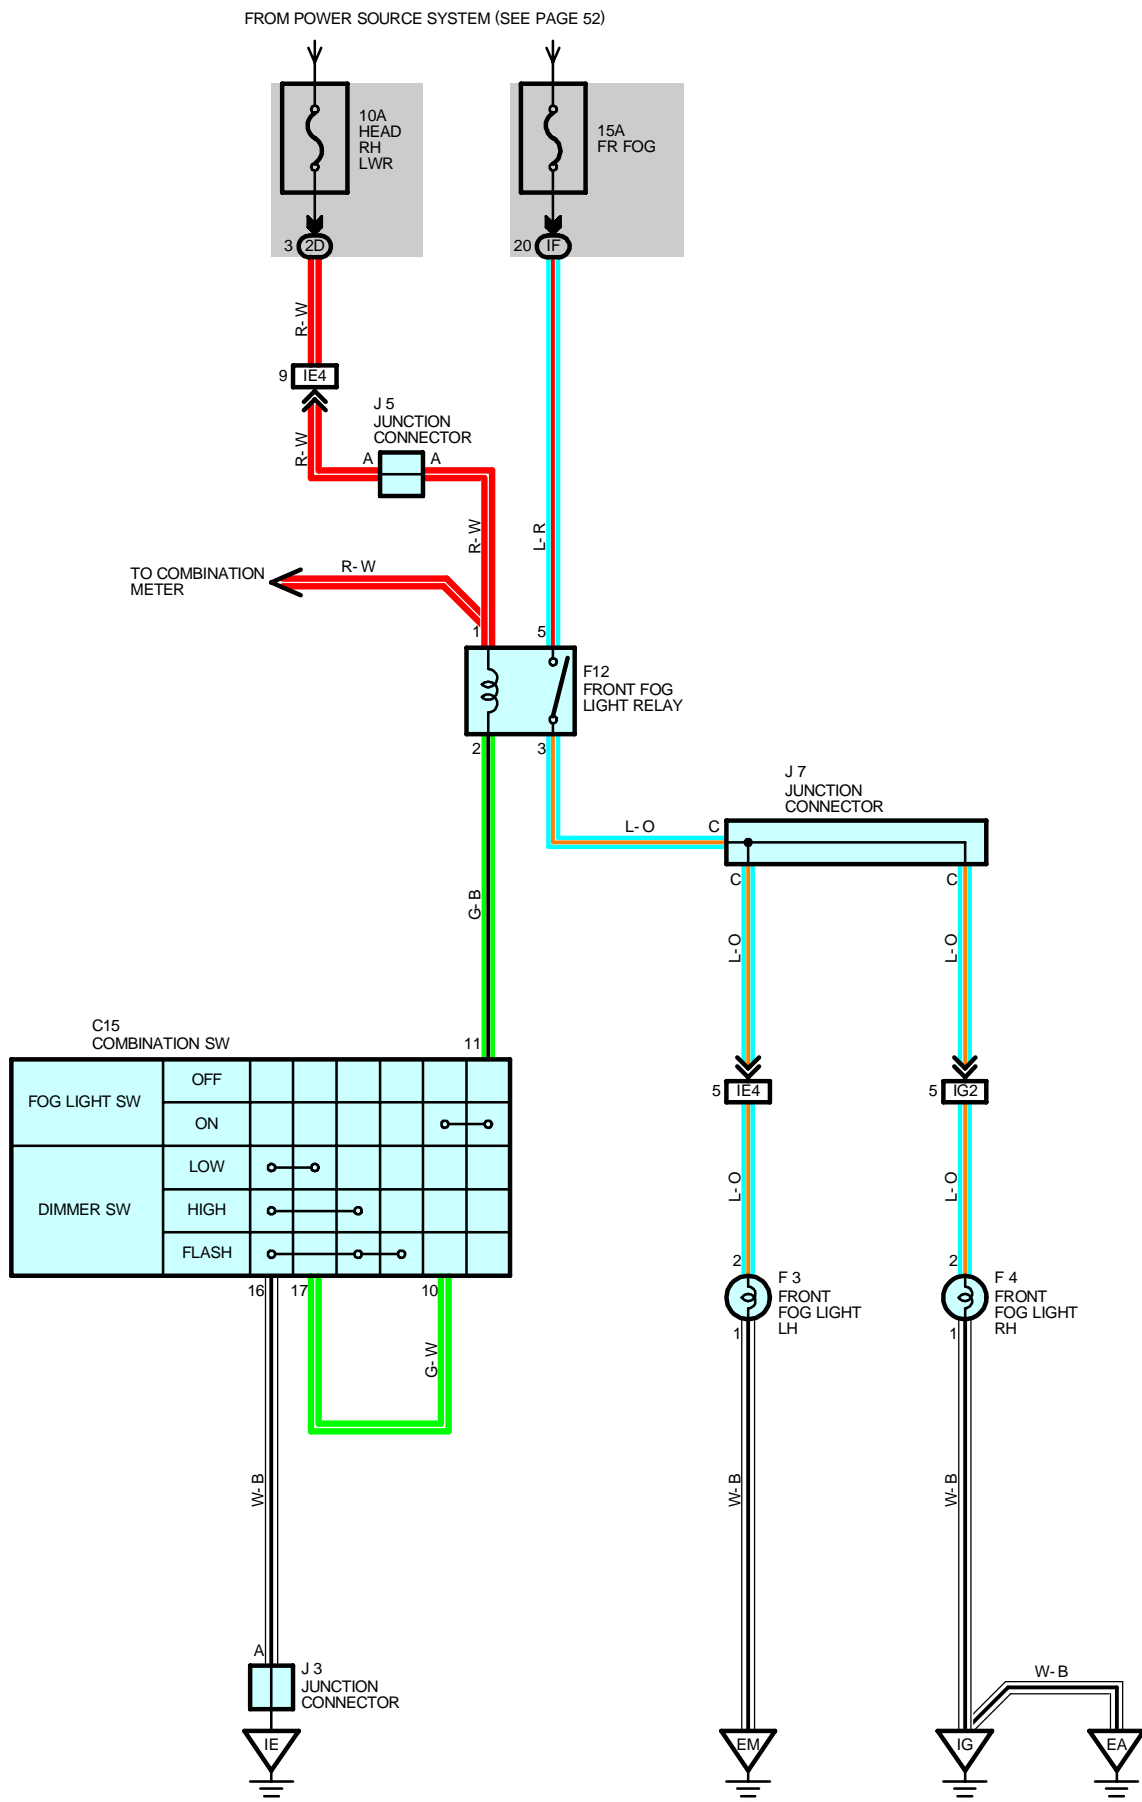 FROM POWER SOURCE SYSTEM (SEE PAGE 52)
10A
HEAD
RH
LWR
15A
FR FOG
3 2D
20 IF
R-W
9 IE4
J 5
JUNCTION
CONNECTOR
A A
R-W
R-W
L-R
R-W
TO COMBINATION
METER
1 5
F12
FRONT FOG
LIGHT RELAY
2 3
J 7
JUNCTION
CONNECTOR
L-O C
C C
G-B
L-O L-O
C15
COMBINATION SW
11
FOG LIGHT SW
OFF
ON
DIMMER SW
LOW
HIGH
FLASH
5 IE4
5 IG2
L-O L-O
16 17 10
2 2
F 3
FRONT
FOG LIGHT
LH
F 4
FRONT
FOG LIGHT
RH
1 1
G-W
W-B W-B W-B
A
J 3
JUNCTION
CONNECTOR
W-B
IE EM IG EA